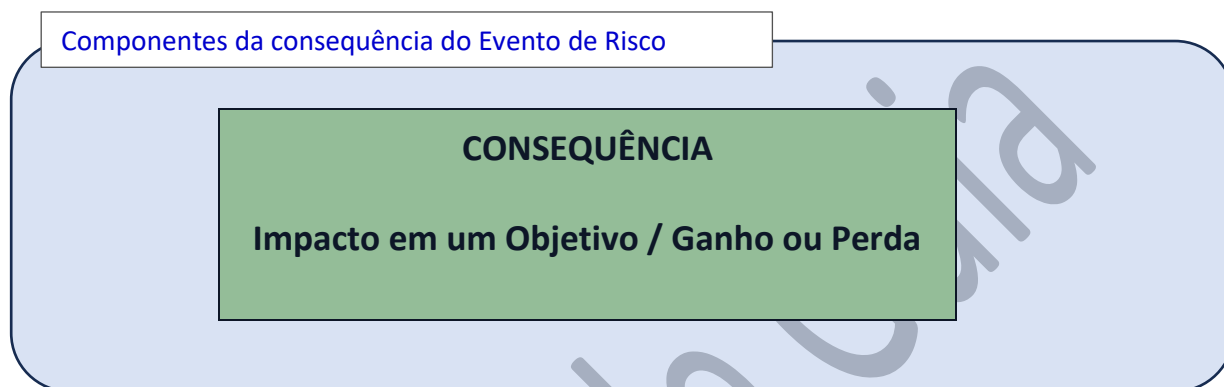 Componentes da consequência do Evento de Risco
CONSEQUÊNCIA
Impacto em um Objetivo / Ganho ou Perda